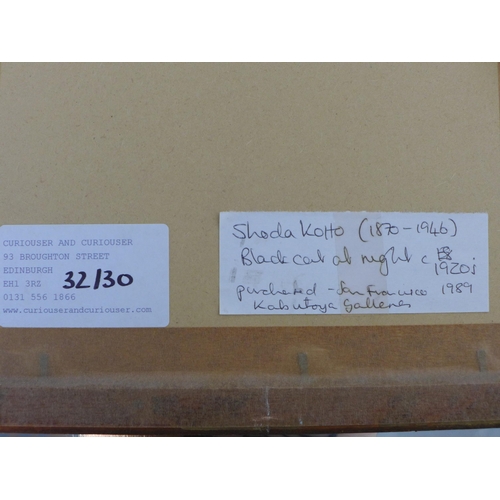 CURIOUSER AND CURIOUSER
93 BROUGHTON STREET
EDINBURGH
EH1 3RZ
0131 556 1866
www.curiouserandcuriouser.com
32/30
Shoda Koho (1870-1946)
Black cat at night c 1920s
purchased - San Francisco 1989
Kabutoya Galleries